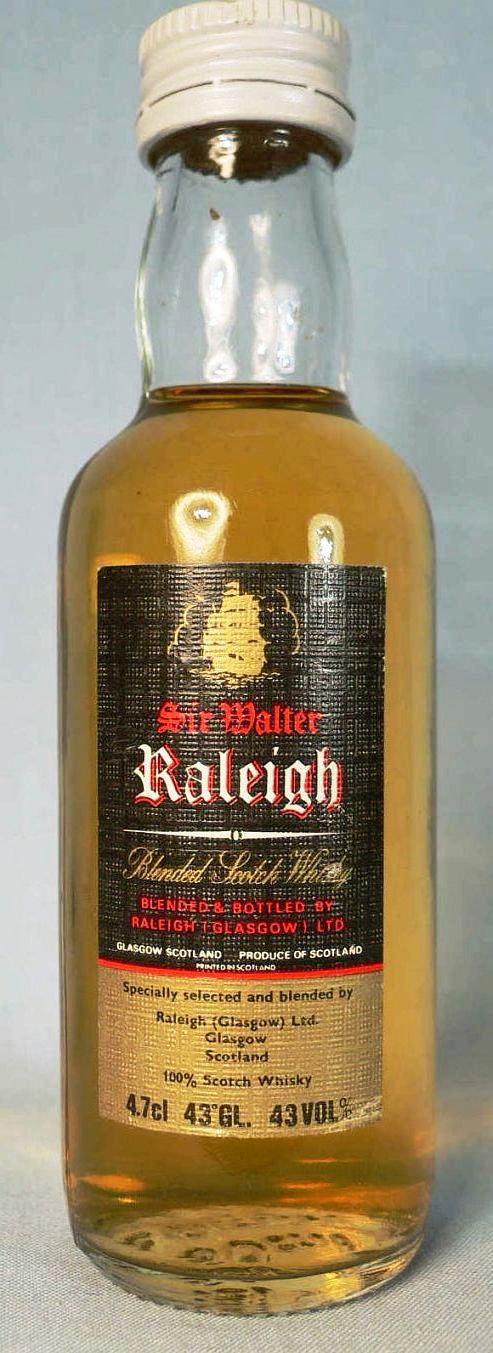 Sir Walter
Raleigh
Blended Scotch Whisky
BLENDED & BOTTLED BY
RALEIGH (GLASGOW) LTD
GLASGOW SCOTLAND PRODUCE OF SCOTLAND
PRINTED IN SCOTLAND
Specially selected and blended by
Raleigh (Glasgow) Ltd.
Glasgow
Scotland
100% Scotch Whisky
4.7cl 43°GL. 43 VOL%